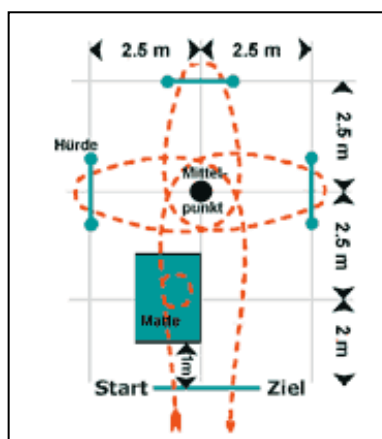 2.5 m 2.5 m
2.5 m
Hürde
Mittel-
punkt
2.5 m
Matte
2 m
1m
Start Ziel